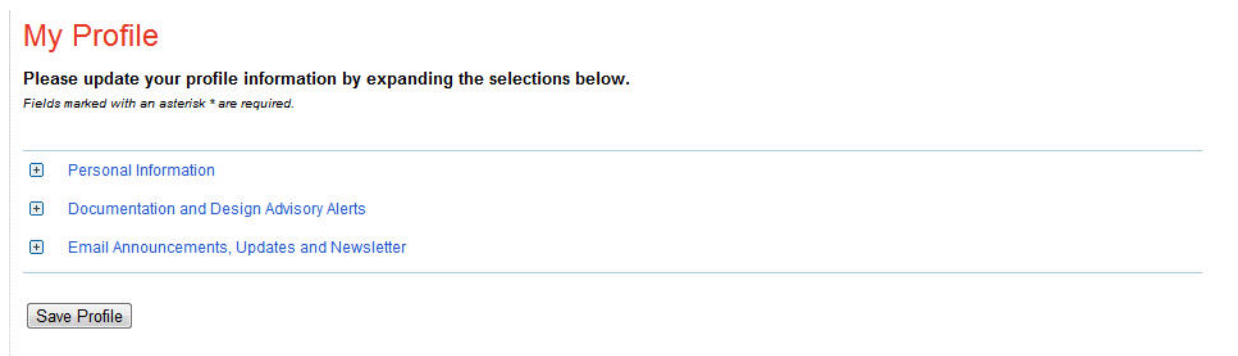 My Profile
Please update your profile information by expanding the selections below.
Fields marked with an asterisk * are required.
Personal Information
Documentation and Design Advisory Alerts
Email Announcements, Updates and Newsletter
Save Profile